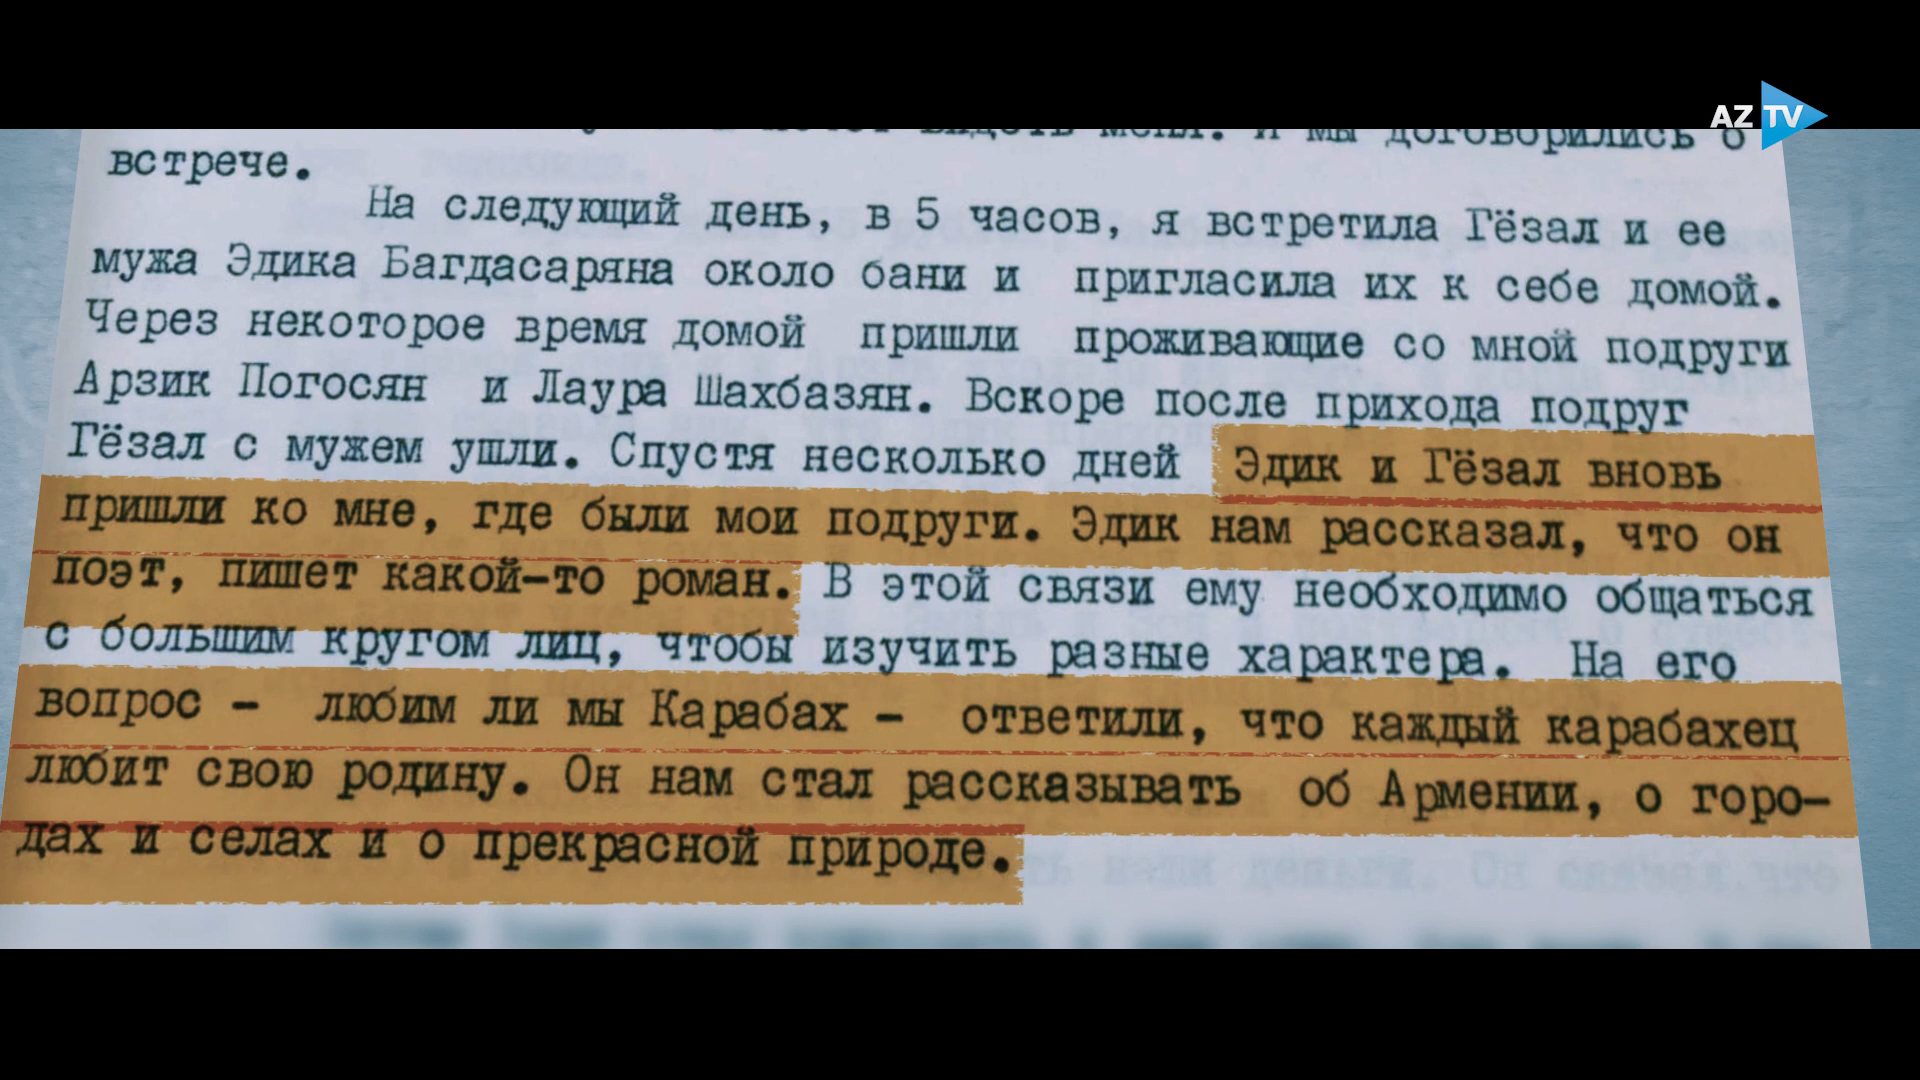 AZTV
мы договорились о
встрече.
На следующий день, в 5 часов, я встретила Гёзал и ее
мужа Эдика Багдасаряна около бани и пригласила их к себе домой.
Через некоторое время домой пришли проживающие со мной подруги
Арзик Погосян и Лаура Шахбазян. Вскоре после прихода подруг
Гёзал с мужем ушли. Спустя несколько дней Эдик и Гёзал вновь
пришли ко мне, где были мои подруги. Эдик нам рассказал, что он
поэт, пишет какой-то роман. В этой связи ему необходимо общаться
с большим кругом лиц, чтобы изучить разные характера. На его
вопрос - любим ли мы Карабах - ответили, что каждый карабахец
любит свою родину. Он нам стал рассказывать об Армении, о горо-
дах и селах и о прекрасной природе.